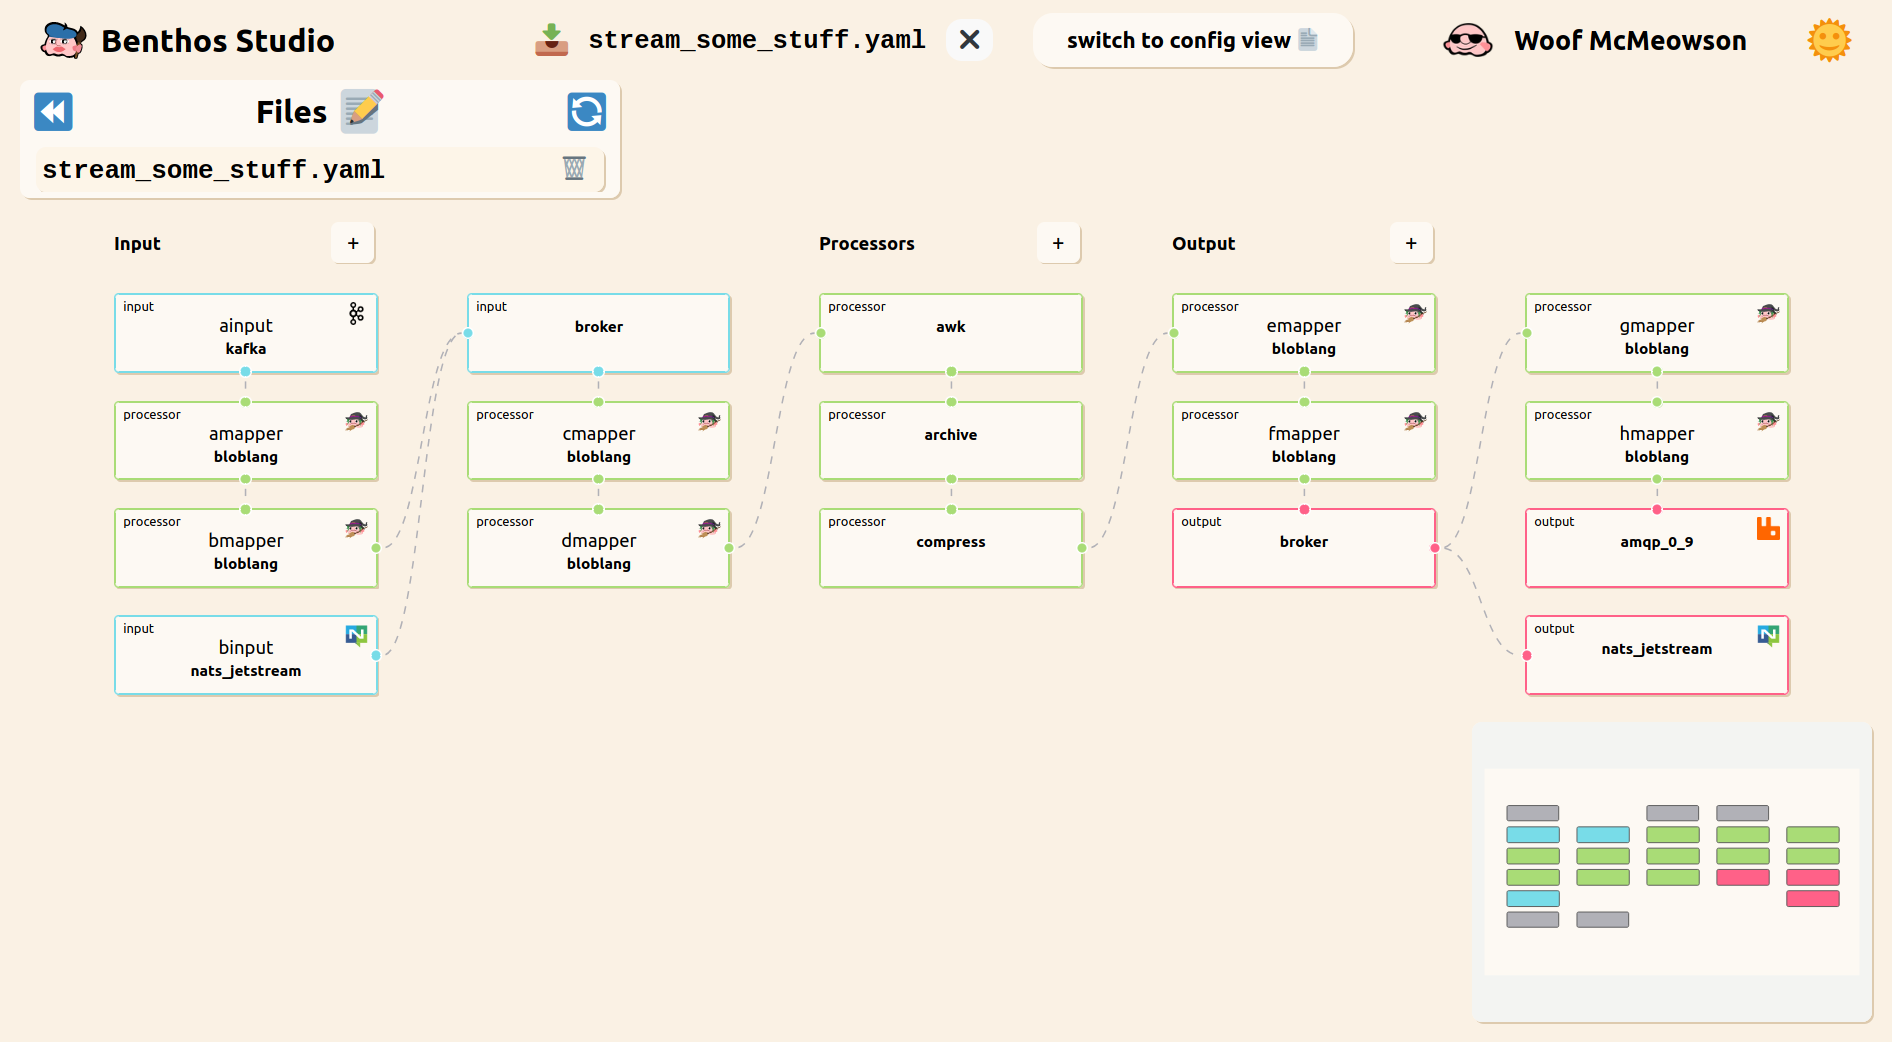 Benthos Studio
stream_some_stuff.yaml
switch to config view
Woof McMeowson
Files
stream_some_stuff.yaml
Input
+
Processors
+
Output
+
input
ainput
kafka
processor
amapper
bloblang
processor
bmapper
bloblang
input
binput
nats_jetstream
input
broker
processor
cmapper
bloblang
processor
dmapper
bloblang
processor
awk
processor
archive
processor
compress
processor
emapper
bloblang
processor
fmapper
bloblang
output
broker
processor
gmapper
bloblang
processor
hmapper
bloblang
output
amqp_0_9
output
nats_jetstream